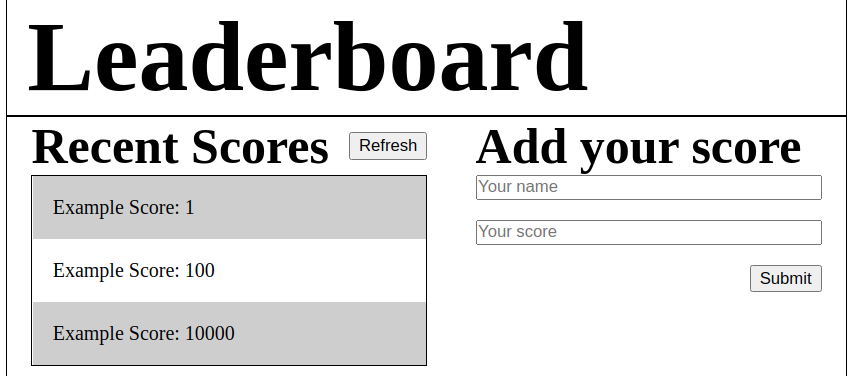 Leaderboard
Recent Scores
Refresh
Example Score: 1
Example Score: 100
Example Score: 10000
Add your score
Your name
Your score
Submit